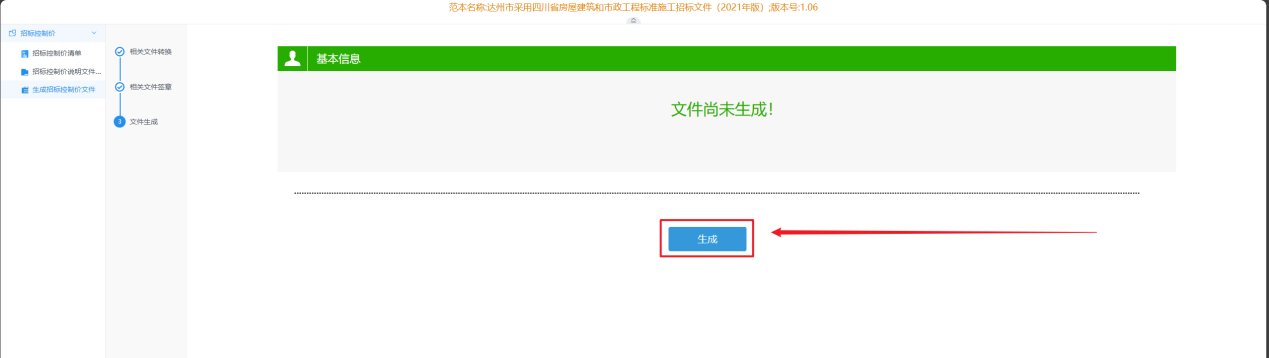 范本名称:达州市采用四川省房屋建筑和市政工程标准施工招标文件（2021年版）;版本号:1.06
招标控制价
招标控制价清单
招标控制价说明文件...
生成招标控制价文件
相关文件转换
相关文件签章
3 文件生成
基本信息
文件尚未生成！
生成